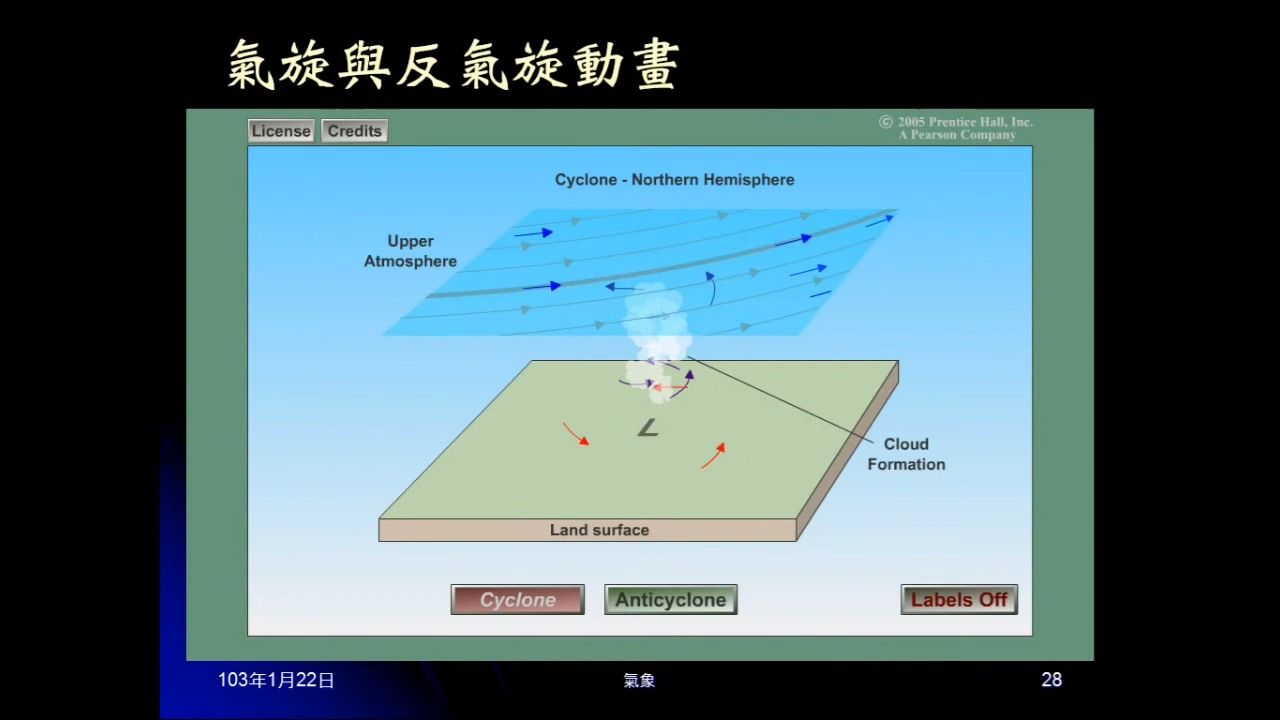 氣旋與反氣旋動畫
License Credits
© 2005 Prentice Hall, Inc.
A Pearson Company
Cyclone - Northern Hemisphere
Upper
Atmosphere
L
Cloud
Formation
Land surface
Cyclone Anticyclone Labels Off
103年1月22日 氣象 28